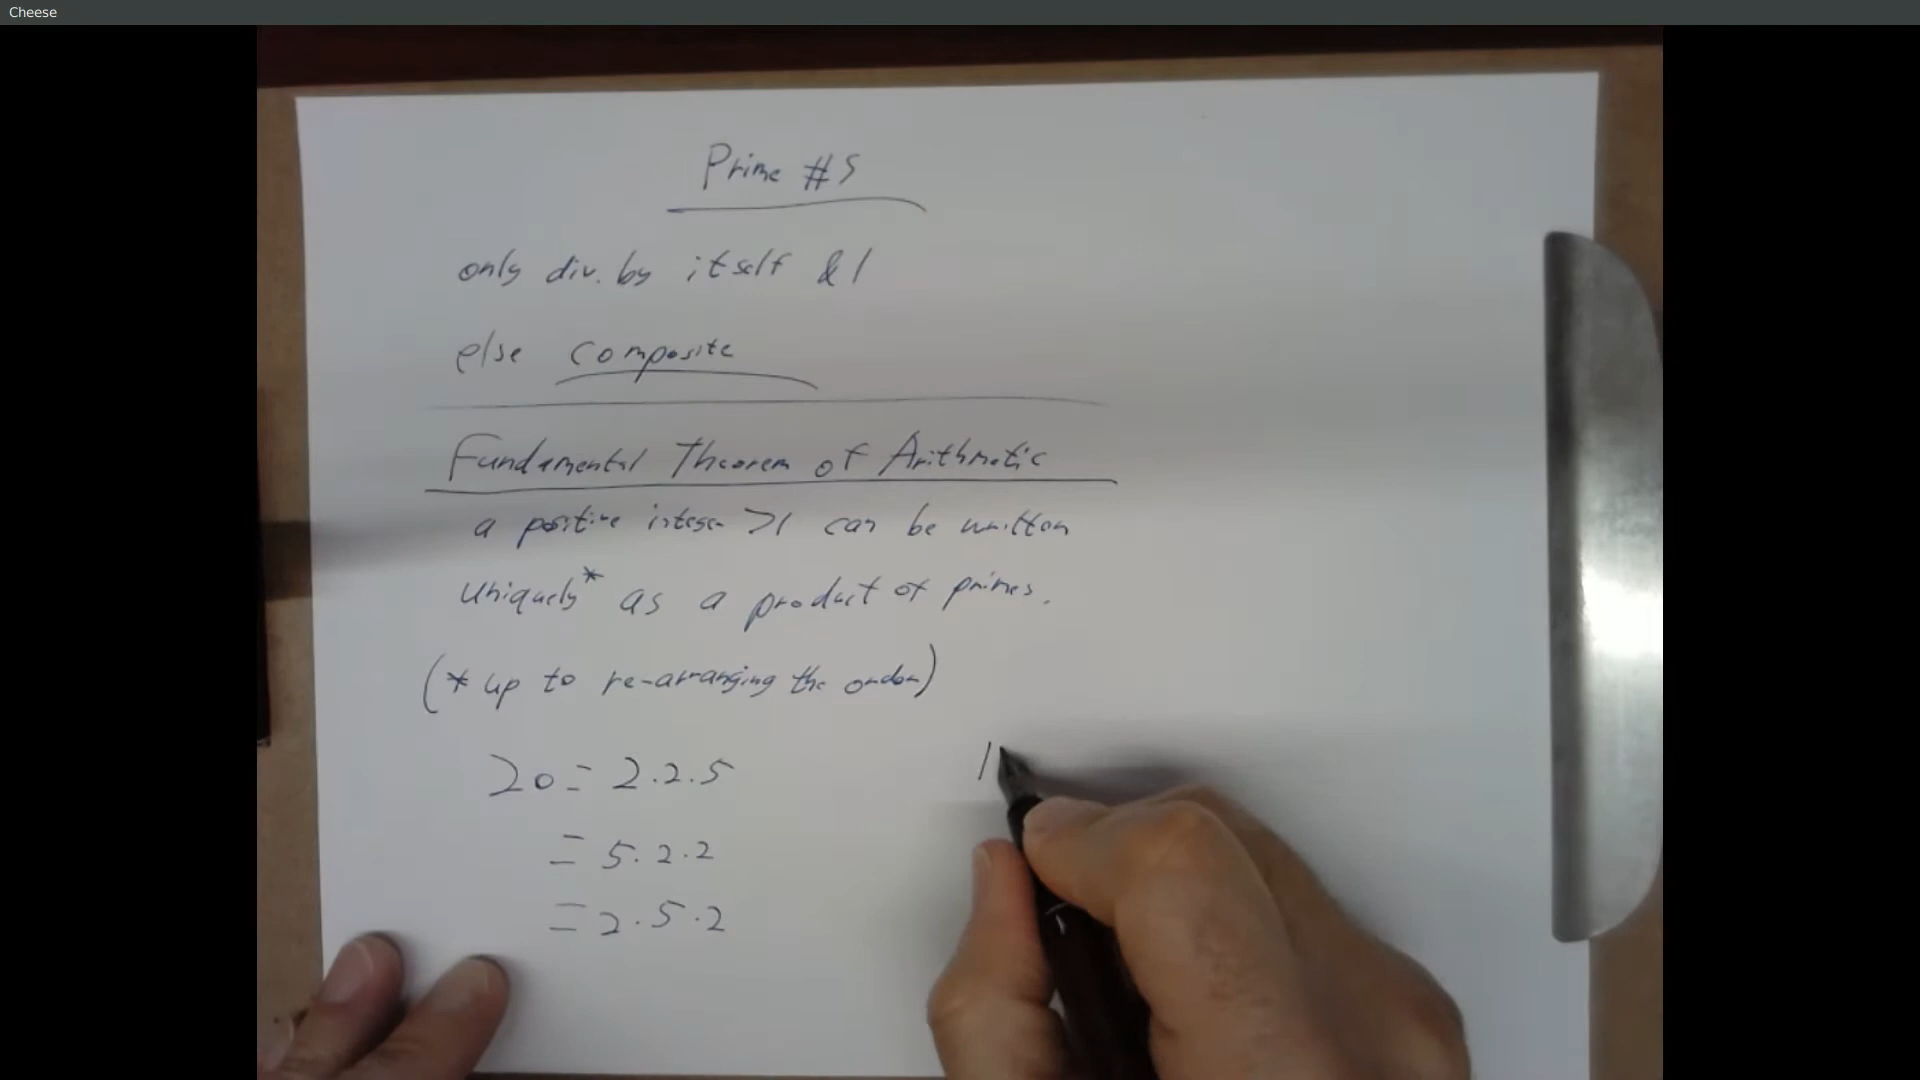 Cheese
Prime #s
only div. by itself & 1
else composite
Fundamental Theorem of Arithmetic
a positive integer >1 can be written
uniquely* as a product of primes.
(* up to re-arranging the order)
20 = 2.2.5
= 5.2.2
= 2.5.2
1